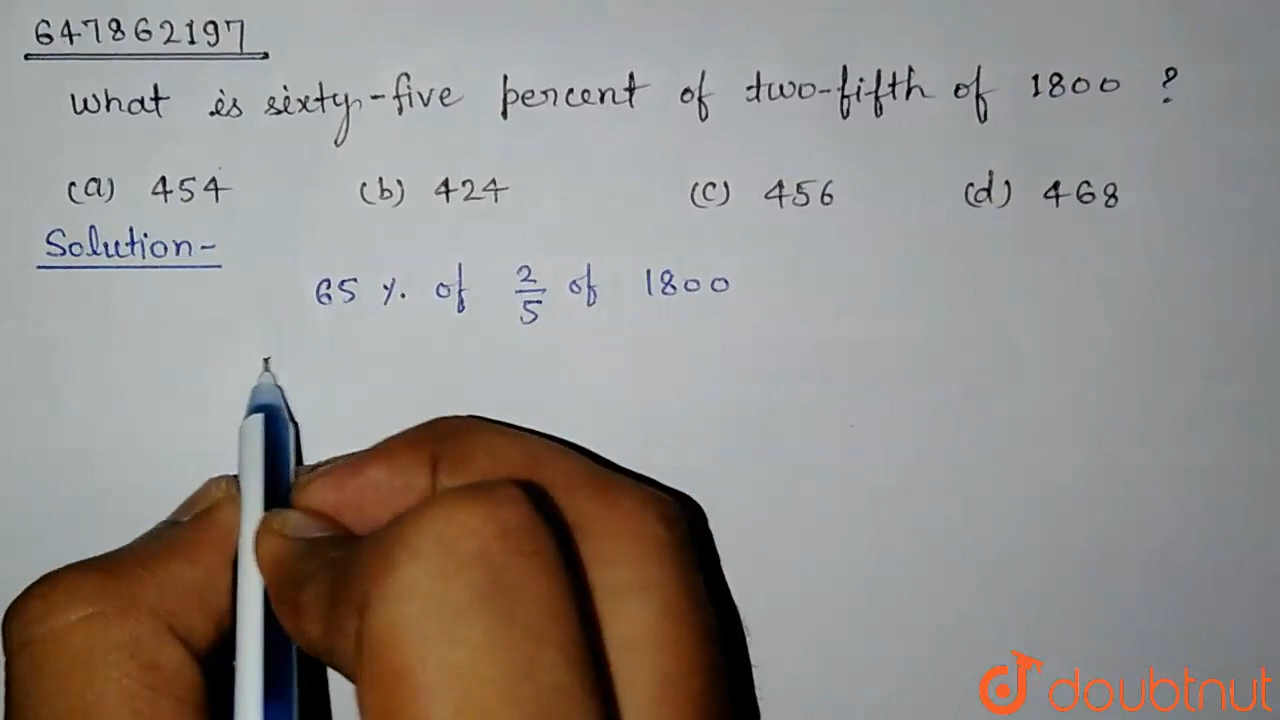 647862197
What is sixty-five percent of two-fifth of 1800 ?
(a) 454 (b) 424 (c) 456 (d) 468
Solution-
65 %. of 2/5 of 1800
doubtnut